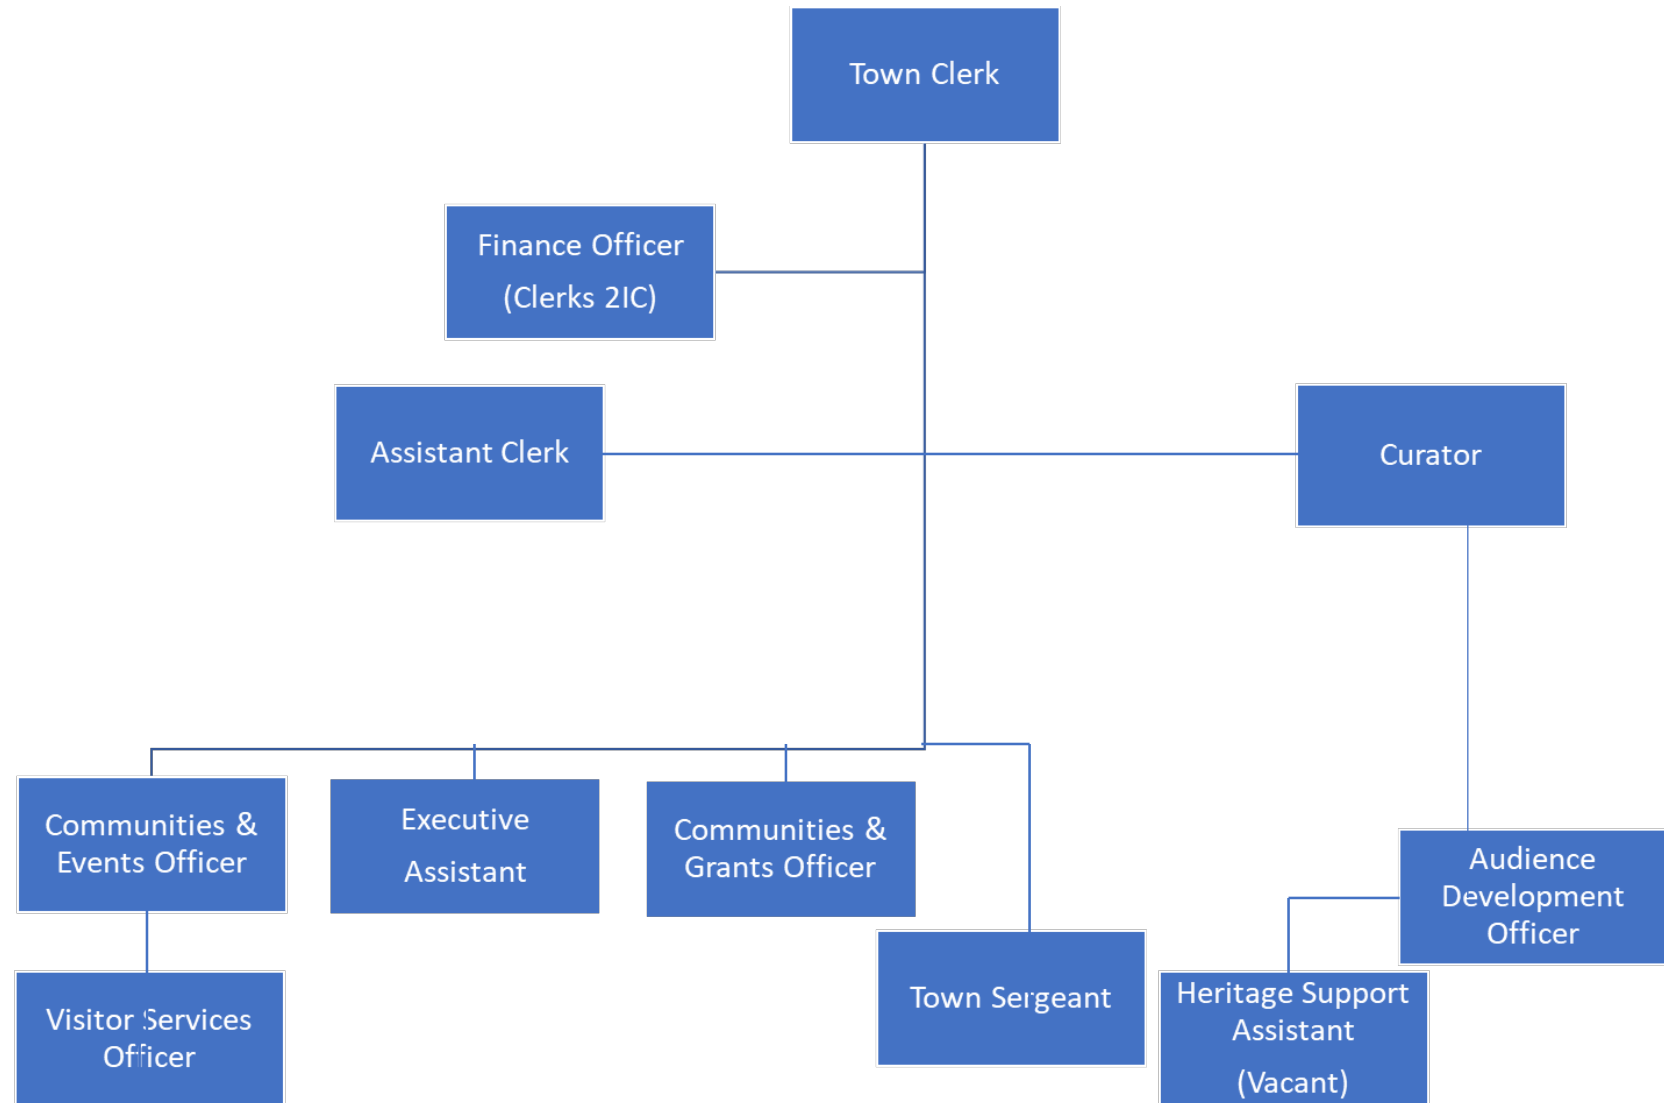 Town Clerk
Finance Officer
(Clerks 2IC)
Assistant Clerk
Curator
Communities &
Events Officer
Executive
Assistant
Communities &
Grants Officer
Audience
Development
Officer
Visitor Services
Officer
Town Sergeant
Heritage Support
Assistant
(Vacant)